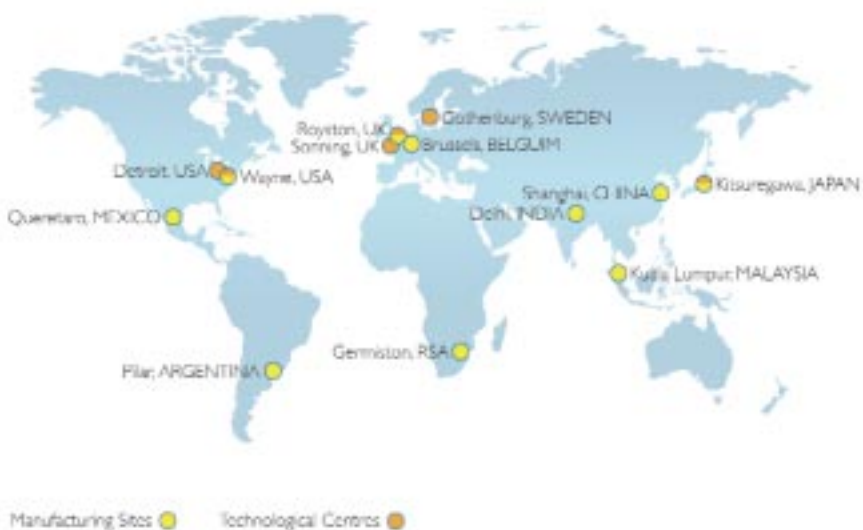 Gothenburg, SWEDEN
Royston, UK
Sonning, UK
Brussels, BELGUIM
Detroit, USA
Wayne, USA
Shanghai, CHINA
Kitsuregawa, JAPAN
Queretaro, MEXICO
Delhi, INDIA
Kuala Lumpur, MALAYSIA
Germiston, RSA
Pilar, ARGENTINA
Manufacturing Sites
Technological Centres